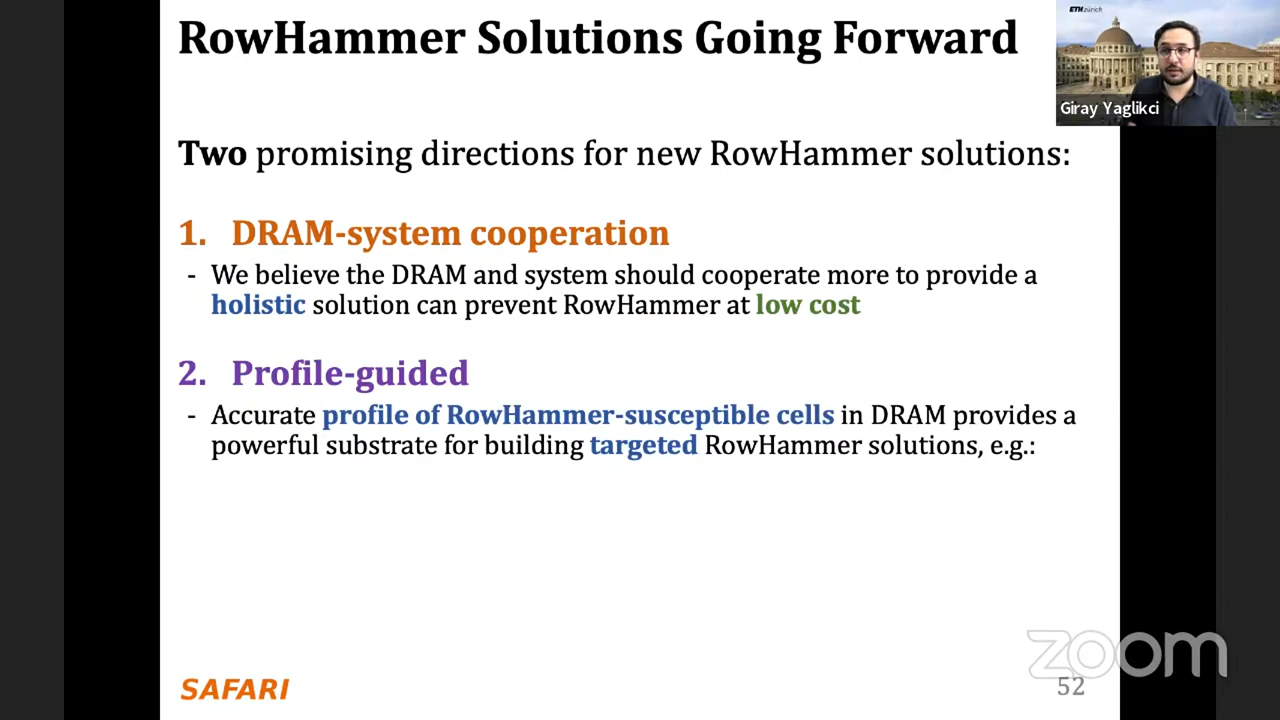 RowHammer Solutions Going Forward
ETH zürich
Giray Yaglikci
Two promising directions for new RowHammer solutions:
1. DRAM-system cooperation
- We believe the DRAM and system should cooperate more to provide a
holistic solution can prevent RowHammer at low cost
2. Profile-guided
- Accurate profile of RowHammer-susceptible cells in DRAM provides a
powerful substrate for building targeted RowHammer solutions, e.g.:
zoom
SAFARI
52